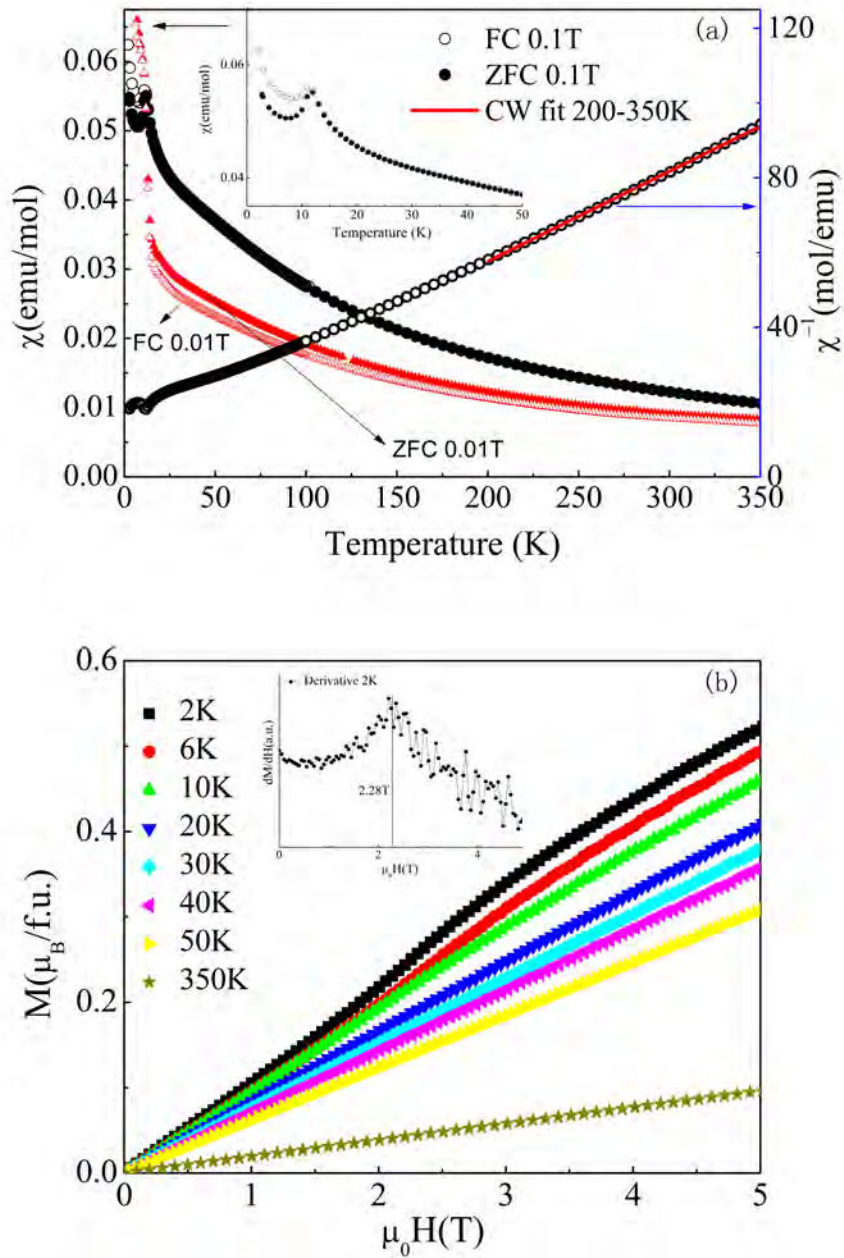 (a)
FC 0.1T
ZFC 0.1T
CW fit 200-350K
χ(emu/mol)
0.06
0.04
0 10 20 30 40 50
Temperature (K)
0.06
0.05
0.04
0.03
0.02
0.01
0.00
χ(emu/mol)
120
80
40
0
χ⁻¹(mol/emu)
FC 0.01T
ZFC 0.01T
0 50 100 150 200 250 300 350
Temperature (K)
(b)
2K
6K
10K
20K
30K
40K
50K
350K
Derivative 2K
dM/dH(a.u.)
2.28T
0 2 4
μ₀H(T)
0.6
0.4
0.2
0.0
M(μ_B/f.u.)
0 1 2 3 4 5
μ₀H(T)